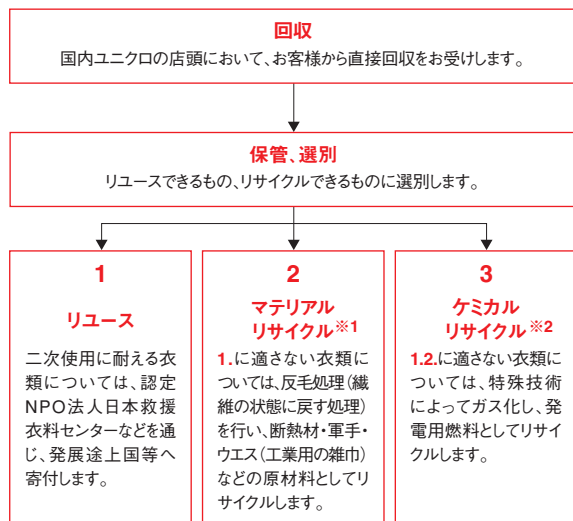 回収
国内ユニクロの店頭において、お客様から直接回収をお受けします。
保管、選別
リユースできるもの、リサイクルできるものに選別します。
1
リユース
二次使用に耐える衣
類については、認定
NPO法人日本救援
衣料センターなどを通
じ、発展途上国等へ
寄付します。
2
マテリアル
リサイクル※1
1.に適さない衣類に
ついては、反毛処理(繊
維の状態に戻す処理)
を行い、断熱材・軍手・
ウエス(工業用の雑巾)
などの原材料としてリ
サイクルします。
3
ケミカル
リサイクル※2
1.2.に適さない衣類に
ついては、特殊技術
によってガス化し、発
電用燃料としてリサイ
クルします。